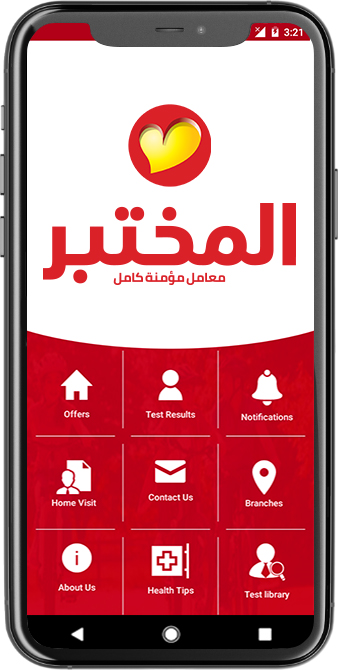 3:21
المختبر
معامل مؤمنة كامل
Offers
Test Results
Notifications
Home Visit
Contact Us
Branches
About Us
Health Tips
Test library